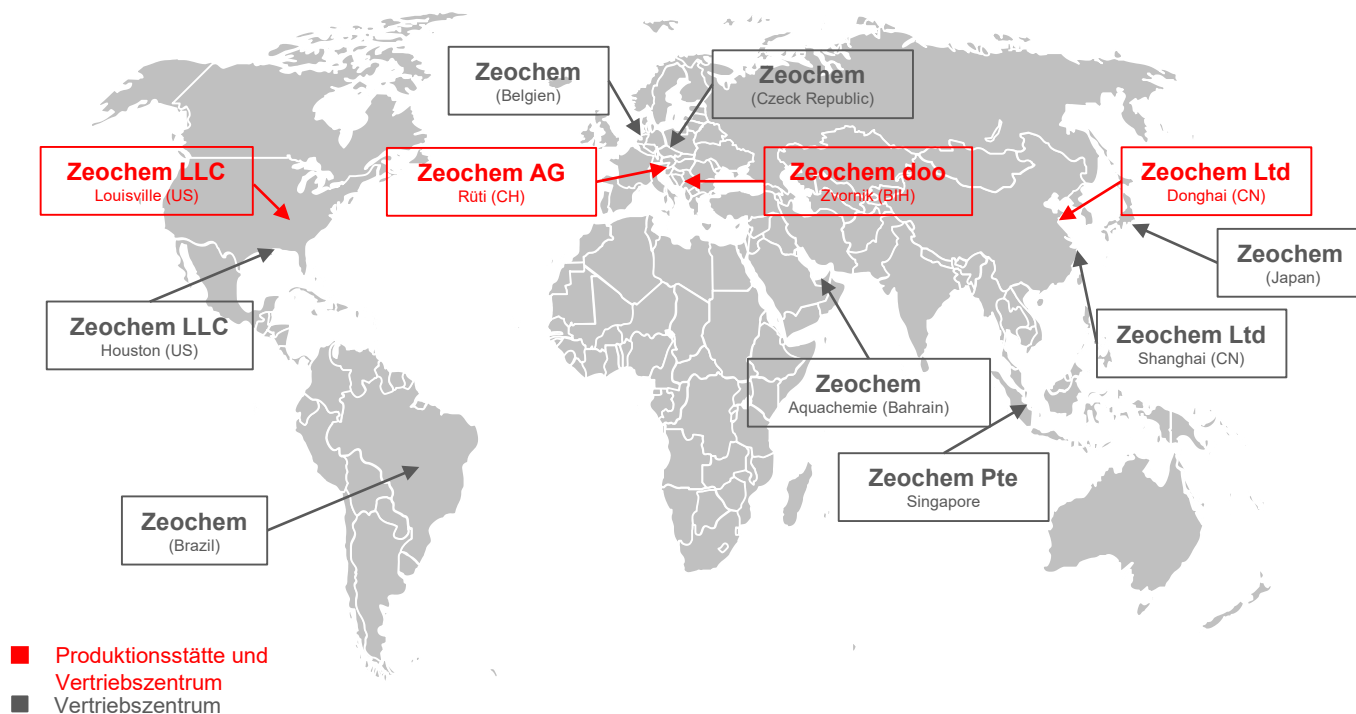 Zeochem
(Belgien)
Zeochem
(Czeck Republic)
Zeochem LLC
Louisville (US)
Zeochem AG
Rüti (CH)
Zeochem doo
Zvornik (BIH)
Zeochem Ltd
Donghai (CN)
Zeochem
(Japan)
Zeochem LLC
Houston (US)
Zeochem Ltd
Shanghai (CN)
Zeochem
Aquachemie (Bahrain)
Zeochem Pte
Singapore
Zeochem
(Brazil)
Produktionsstätte und
Vertriebszentrum
Vertriebszentrum